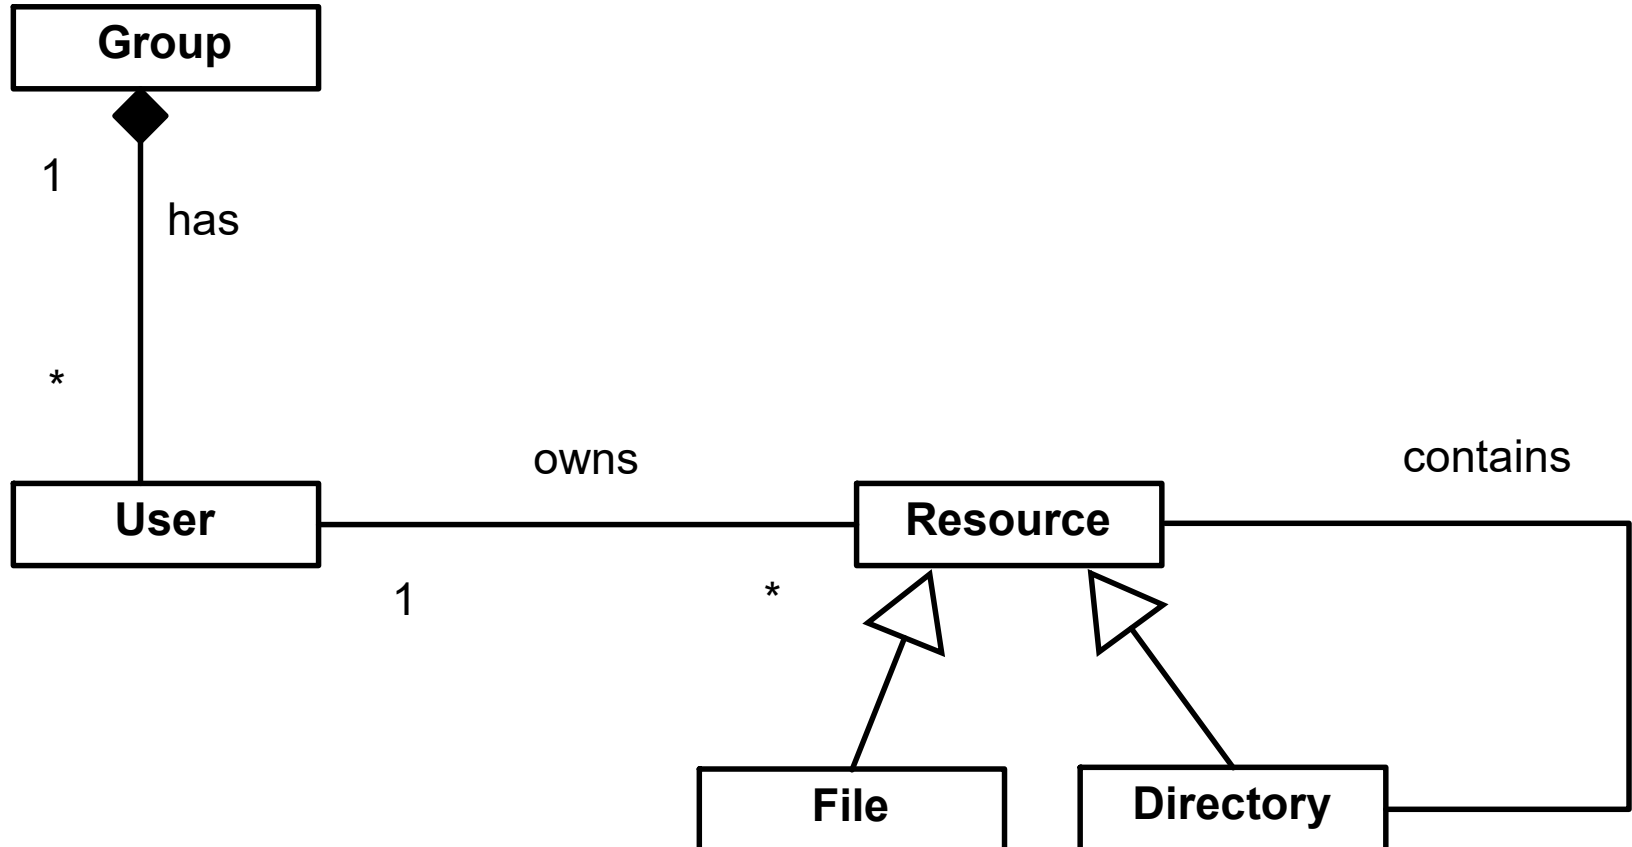 Group
1
has
*
owns
contains
User
Resource
1
*
File
Directory